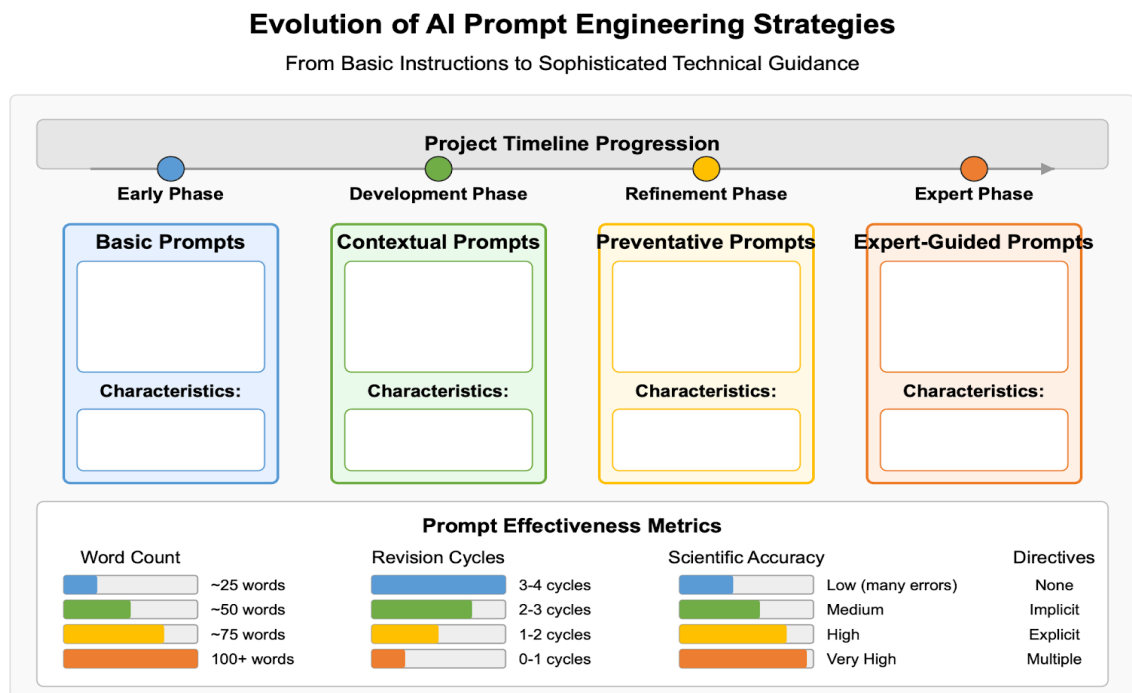 Evolution of AI Prompt Engineering Strategies
From Basic Instructions to Sophisticated Technical Guidance
Project Timeline Progression
Early Phase
Development Phase
Refinement Phase
Expert Phase
Basic Prompts
Characteristics:
Contextual Prompts
Characteristics:
Preventative Prompts
Characteristics:
Expert-Guided Prompts
Characteristics:
Prompt Effectiveness Metrics
Word Count
~25 words
~50 words
~75 words
100+ words
Revision Cycles
3-4 cycles
2-3 cycles
1-2 cycles
0-1 cycles
Scientific Accuracy
Low (many errors)
Medium
High
Very High
Directives
None
Implicit
Explicit
Multiple